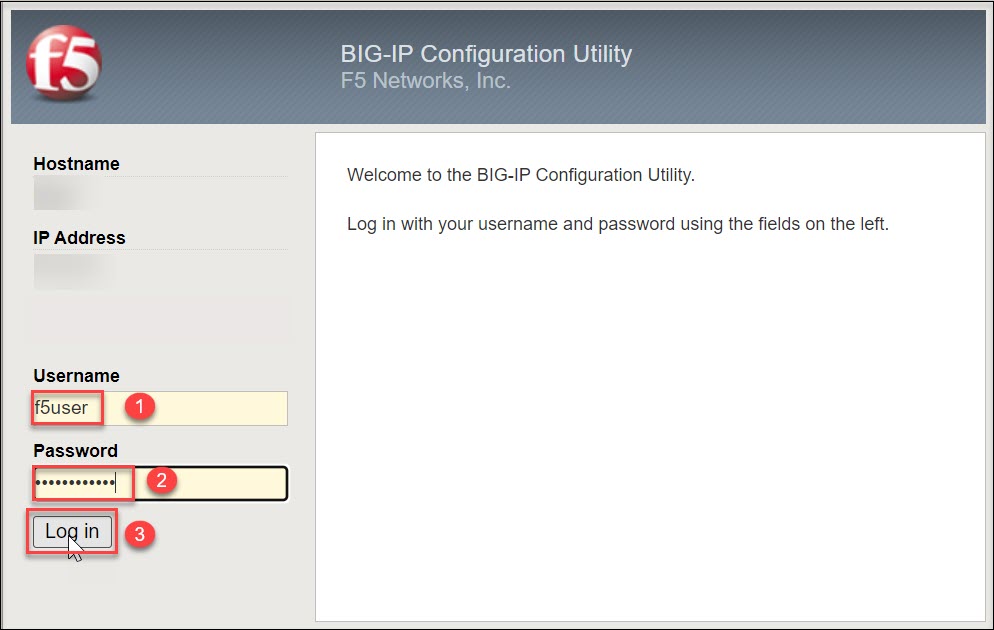 f5
BIG-IP Configuration Utility
F5 Networks, Inc.
Hostname
IP Address
Username
f5user
1
Password
••••••••••••
2
Log in
3
Welcome to the BIG-IP Configuration Utility.
Log in with your username and password using the fields on the left.